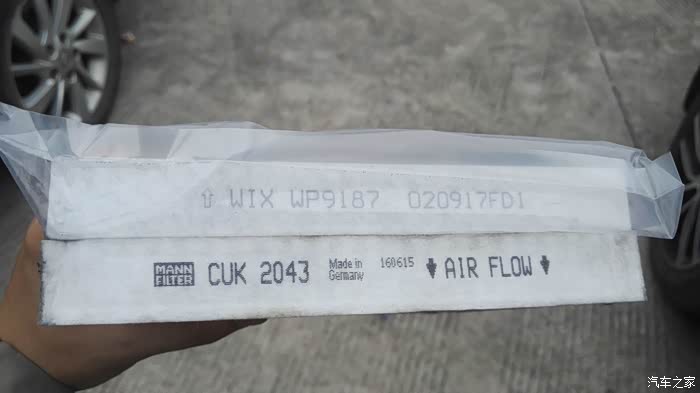 ⇧ WIX WP9187 020917FD1
MANN
FILTER
CUK 2043
Made in
Germany
160615
AIR FLOW
汽车之家